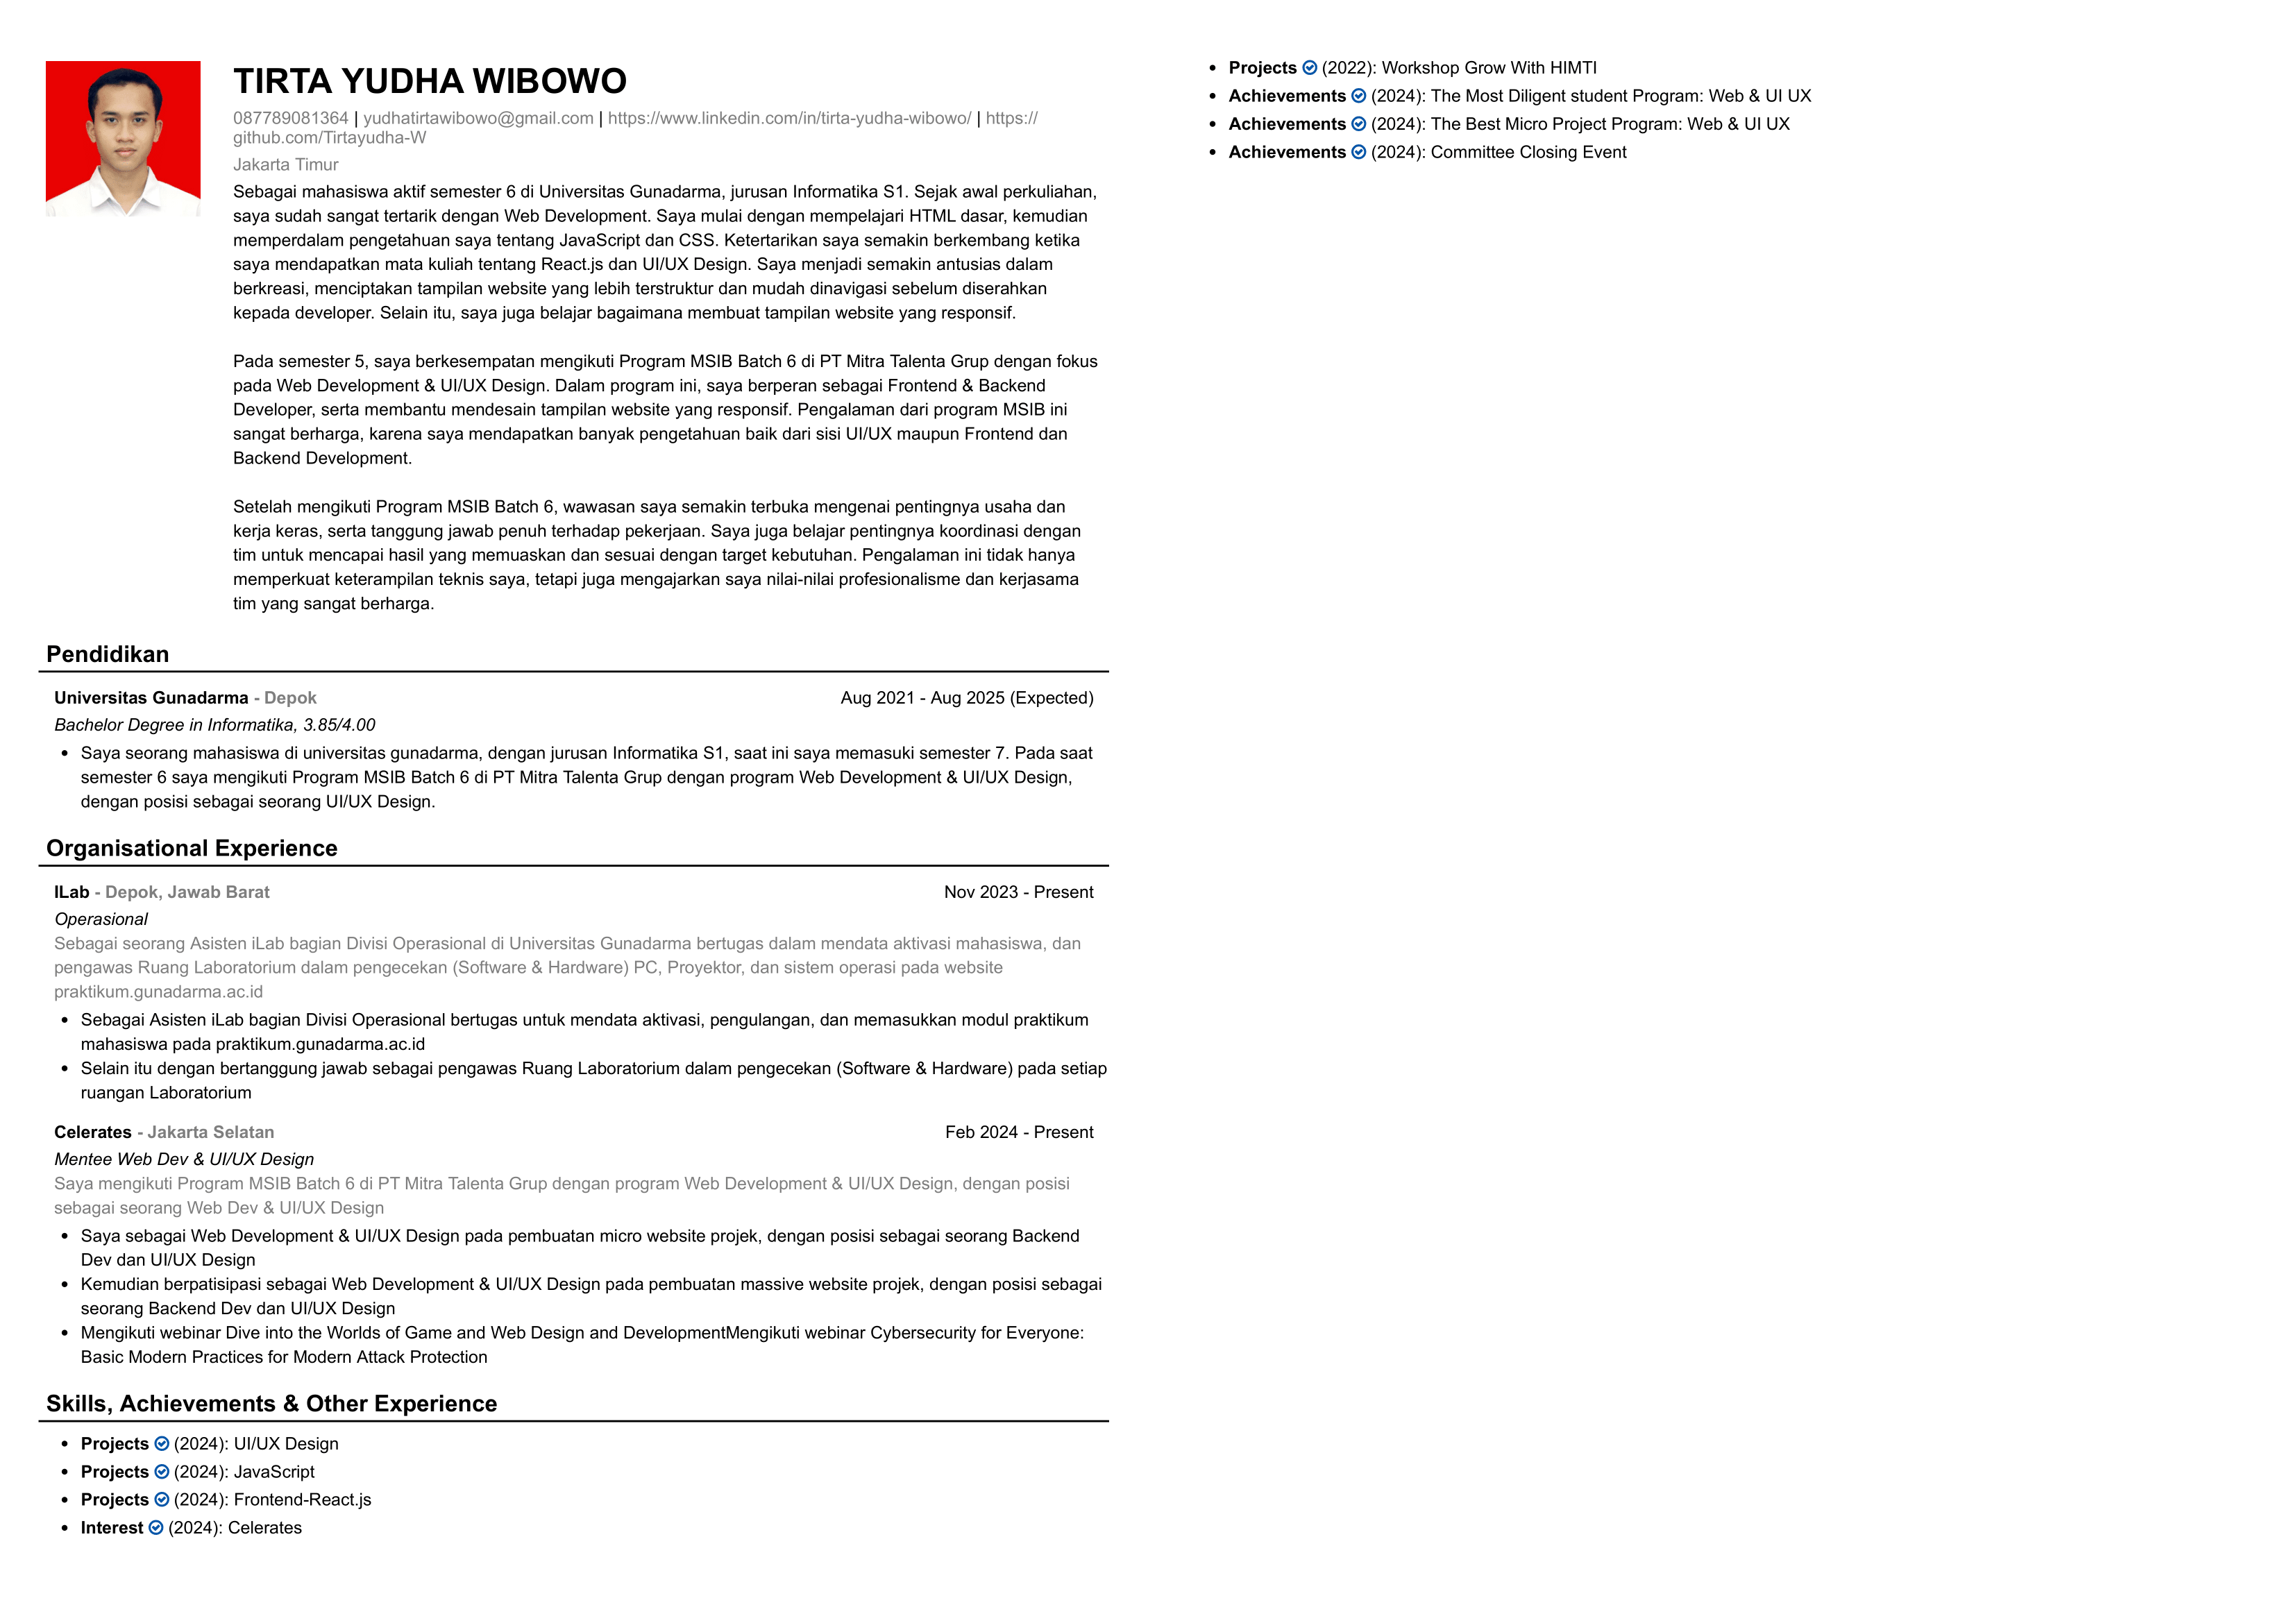 TIRTA YUDHA WIBOWO
087789081364 | yudhatirtawibowo@gmail.com | https://www.linkedin.com/in/tirta-yudha-wibowo/ | https://
github.com/Tirtayudha-W
Jakarta Timur
Sebagai mahasiswa aktif semester 6 di Universitas Gunadarma, jurusan Informatika S1. Sejak awal perkuliahan,
saya sudah sangat tertarik dengan Web Development. Saya mulai dengan mempelajari HTML dasar, kemudian
memperdalam pengetahuan saya tentang JavaScript dan CSS. Ketertarikan saya semakin berkembang ketika
saya mendapatkan mata kuliah tentang React.js dan UI/UX Design. Saya menjadi semakin antusias dalam
berkreasi, menciptakan tampilan website yang lebih terstruktur dan mudah dinavigasi sebelum diserahkan
kepada developer. Selain itu, saya juga belajar bagaimana membuat tampilan website yang responsif.
Pada semester 5, saya berkesempatan mengikuti Program MSIB Batch 6 di PT Mitra Talenta Grup dengan fokus
pada Web Development & UI/UX Design. Dalam program ini, saya berperan sebagai Frontend & Backend
Developer, serta membantu mendesain tampilan website yang responsif. Pengalaman dari program MSIB ini
sangat berharga, karena saya mendapatkan banyak pengetahuan baik dari sisi UI/UX maupun Frontend dan
Backend Development.
Setelah mengikuti Program MSIB Batch 6, wawasan saya semakin terbuka mengenai pentingnya usaha dan
kerja keras, serta tanggung jawab penuh terhadap pekerjaan. Saya juga belajar pentingnya koordinasi dengan
tim untuk mencapai hasil yang memuaskan dan sesuai dengan target kebutuhan. Pengalaman ini tidak hanya
memperkuat keterampilan teknis saya, tetapi juga mengajarkan saya nilai-nilai profesionalisme dan kerjasama
tim yang sangat berharga.
Pendidikan
Universitas Gunadarma - Depok Aug 2021 - Aug 2025 (Expected)
Bachelor Degree in Informatika, 3.85/4.00
• Saya seorang mahasiswa di universitas gunadarma, dengan jurusan Informatika S1, saat ini saya memasuki semester 7. Pada saat
semester 6 saya mengikuti Program MSIB Batch 6 di PT Mitra Talenta Grup dengan program Web Development & UI/UX Design,
dengan posisi sebagai seorang UI/UX Design.
Organisational Experience
ILab - Depok, Jawab Barat Nov 2023 - Present
Operasional
Sebagai seorang Asisten iLab bagian Divisi Operasional di Universitas Gunadarma bertugas dalam mendata aktivasi mahasiswa, dan
pengawas Ruang Laboratorium dalam pengecekan (Software & Hardware) PC, Proyektor, dan sistem operasi pada website
praktikum.gunadarma.ac.id
• Sebagai Asisten iLab bagian Divisi Operasional bertugas untuk mendata aktivasi, pengulangan, dan memasukkan modul praktikum
mahasiswa pada praktikum.gunadarma.ac.id
• Selain itu dengan bertanggung jawab sebagai pengawas Ruang Laboratorium dalam pengecekan (Software & Hardware) pada setiap
ruangan Laboratorium
Celerates - Jakarta Selatan Feb 2024 - Present
Mentee Web Dev & UI/UX Design
Saya mengikuti Program MSIB Batch 6 di PT Mitra Talenta Grup dengan program Web Development & UI/UX Design, dengan posisi
sebagai seorang Web Dev & UI/UX Design
• Saya sebagai Web Development & UI/UX Design pada pembuatan micro website projek, dengan posisi sebagai seorang Backend
Dev dan UI/UX Design
• Kemudian berpatisipasi sebagai Web Development & UI/UX Design pada pembuatan massive website projek, dengan posisi sebagai
seorang Backend Dev dan UI/UX Design
• Mengikuti webinar Dive into the Worlds of Game and Web Design and DevelopmentMengikuti webinar Cybersecurity for Everyone:
Basic Modern Practices for Modern Attack Protection
Skills, Achievements & Other Experience
• Projects (2024): UI/UX Design
• Projects (2024): JavaScript
• Projects (2024): Frontend-React.js
• Interest (2024): Celerates
• Projects (2022): Workshop Grow With HIMTI
• Achievements (2024): The Most Diligent student Program: Web & UI UX
• Achievements (2024): The Best Micro Project Program: Web & UI UX
• Achievements (2024): Committee Closing Event